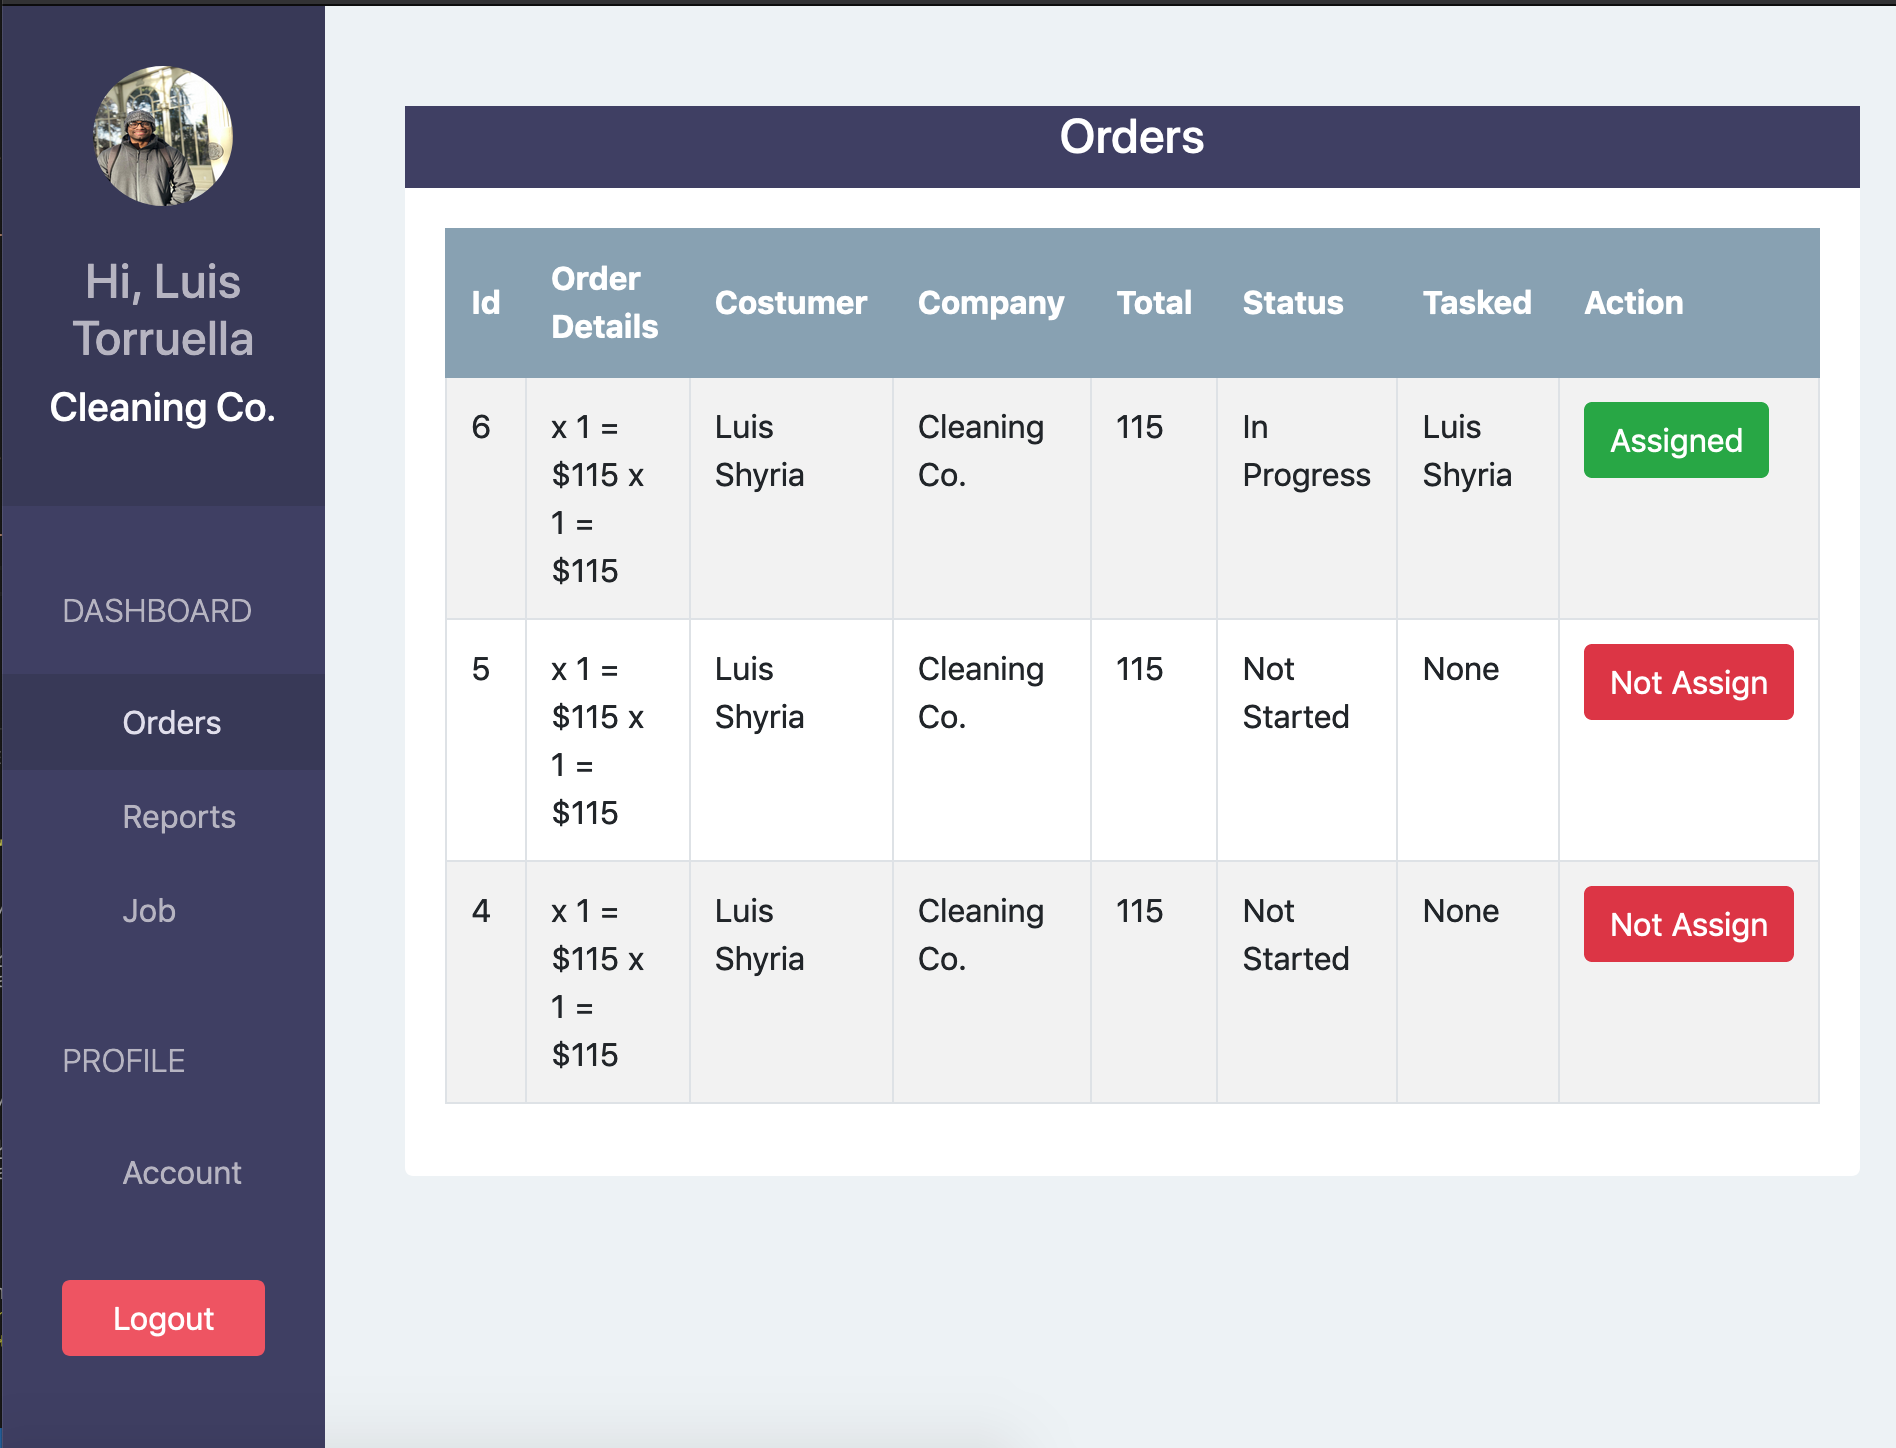 Hi, Luis
Torruella
Cleaning Co.
DASHBOARD
Orders
Reports
Job
PROFILE
Account
Logout
Orders
Id
Order
Details
Costumer
Company
Total
Status
Tasked
Action
6
x 1 =
$115 x
1 =
$115
Luis
Shyria
Cleaning
Co.
115
In
Progress
Luis
Shyria
Assigned
5
x 1 =
$115 x
1 =
$115
Luis
Shyria
Cleaning
Co.
115
Not
Started
None
Not Assign
4
x 1 =
$115 x
1 =
$115
Luis
Shyria
Cleaning
Co.
115
Not
Started
None
Not Assign